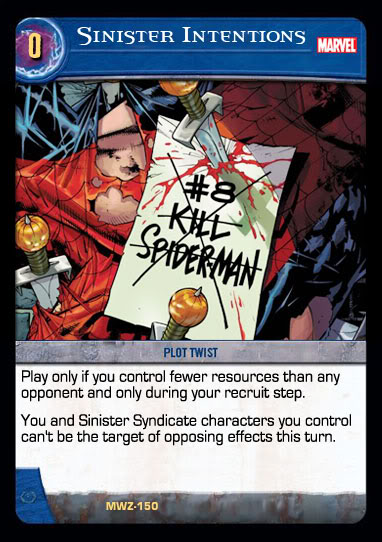 0
SINISTER INTENTIONS
MARVEL
#8
KILL
SPIDERMAN
PLOT TWIST
Play only if you control fewer resources than any
opponent and only during your recruit step.
You and Sinister Syndicate characters you control
can't be the target of opposing effects this turn.
MWZ-150